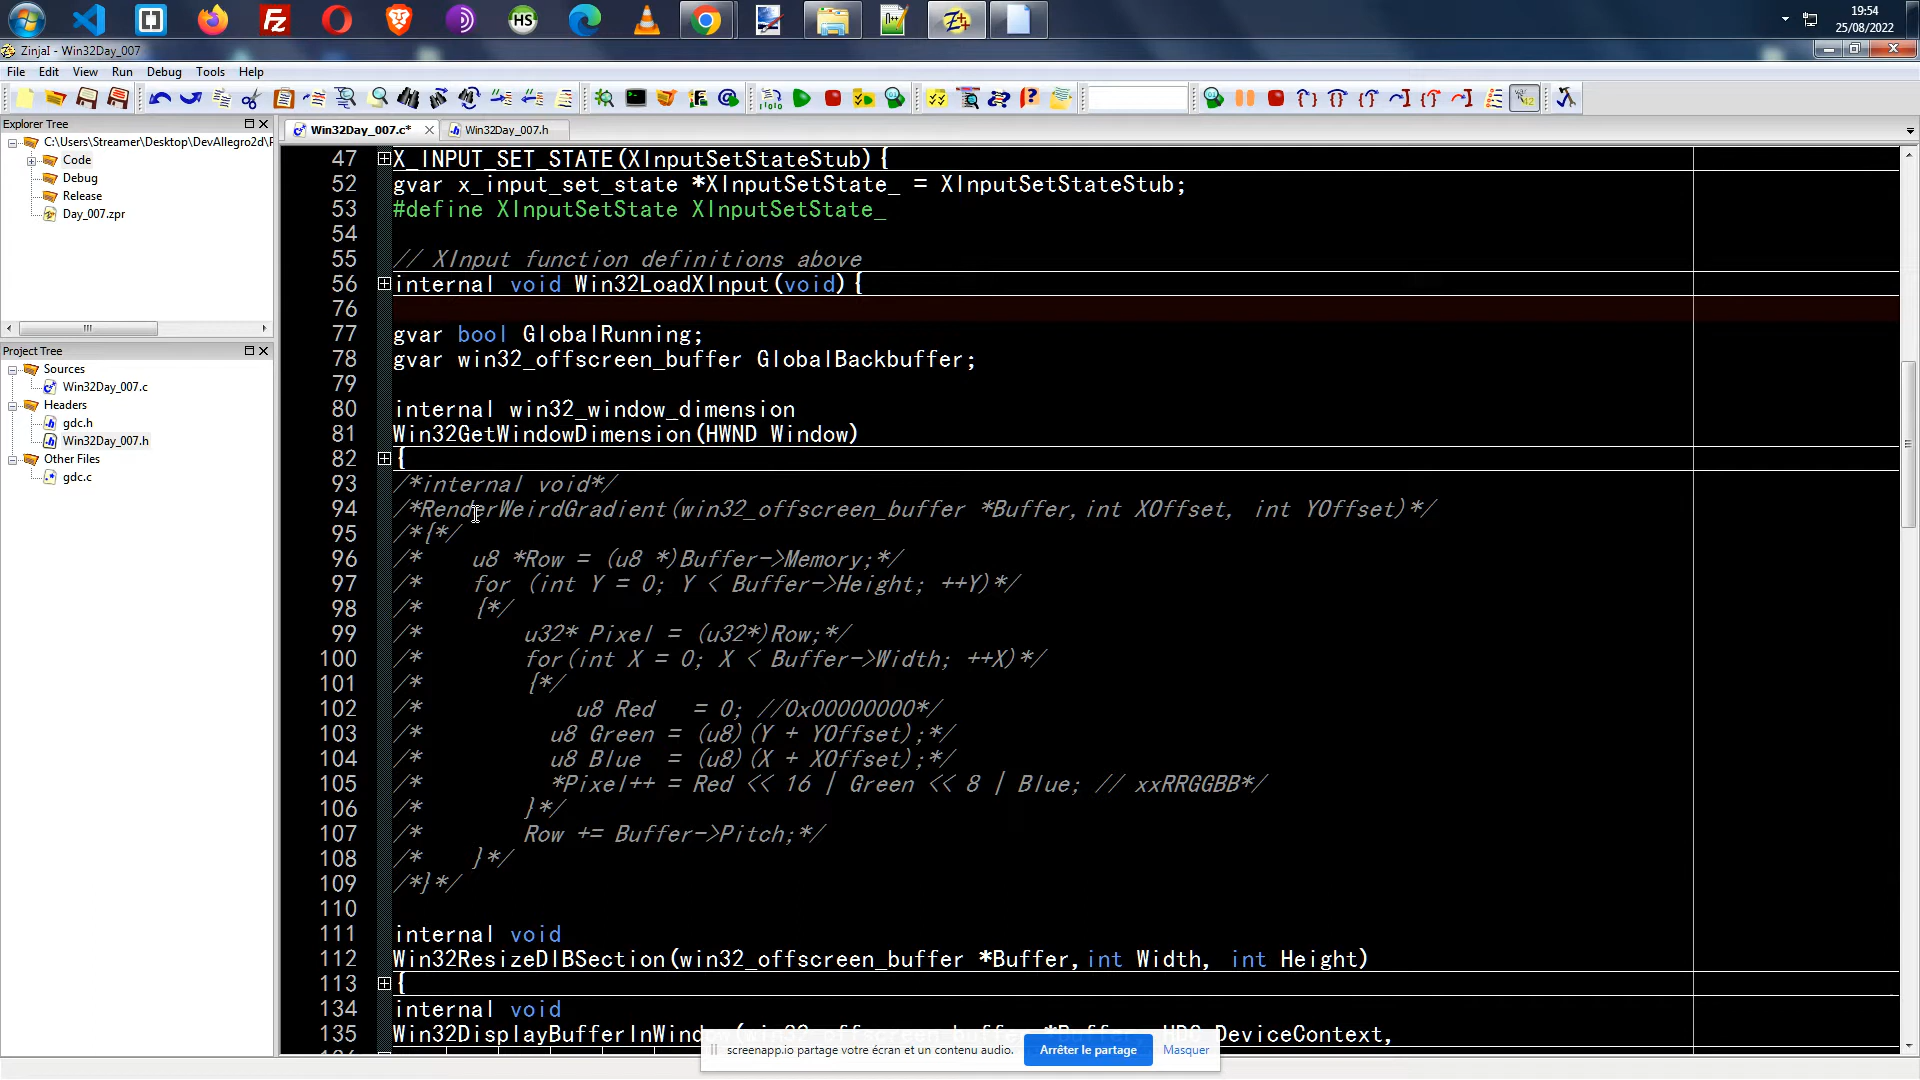 19:54
25/08/2022
ZinjaI - Win32Day_007
File Edit View Run Debug Tools Help
Explorer Tree
C:\Users\Streamer\Desktop\DevAllegro2d\F
Code
Debug
Release
Day_007.zpr
Project Tree
Sources
Win32Day_007.c
Headers
gdc.h
Win32Day_007.h
Other Files
gdc.c
Win32Day_007.c* Win32Day_007.h
47 X_INPUT_SET_STATE(XInputSetStateStub){
52 gvar x_input_set_state *XInputSetState_ = XInputSetStateStub;
53 #define XInputSetState XInputSetState_
54
55 // XInput function definitions above
56 internal void Win32LoadXInput(void){
76
77 gvar bool GlobalRunning;
78 gvar win32_offscreen_buffer GlobalBackbuffer;
79
80 internal win32_window_dimension
81 Win32GetWindowDimension(HWND Window)
82 {
93 /*internal void*/
94 /*RenderWeirdGradient(win32_offscreen_buffer *Buffer,int XOffset, int YOffset)*/
95 /*{*/
96 /*    u8 *Row = (u8 *)Buffer->Memory;*/
97 /*    for (int Y = 0; Y < Buffer->Height; ++Y)*/
98 /*    {*/
99 /*        u32* Pixel = (u32*)Row;*/
100 /*        for(int X = 0; X < Buffer->Width; ++X)*/
101 /*        {*/
102 /*            u8 Red   = 0; //0x00000000*/
103 /*          u8 Green = (u8)(Y + YOffset);*/
104 /*          u8 Blue  = (u8)(X + XOffset);*/
105 /*          *Pixel++ = Red << 16 | Green << 8 | Blue; // xxRRGGBB*/
106 /*        }*/
107 /*        Row += Buffer->Pitch;*/
108 /*    }*/
109 /*}*/
110
111 internal void
112 Win32ResizeDIBSection(win32_offscreen_buffer *Buffer,int Width, int Height)
113 {
134 internal void
135 Win32DisplayBufferInWindow(win32_offscreen_buffer *Buffer, HDC DeviceContext,
screenapp.io partage votre écran et un contenu audio. Arrêter le partage Masquer